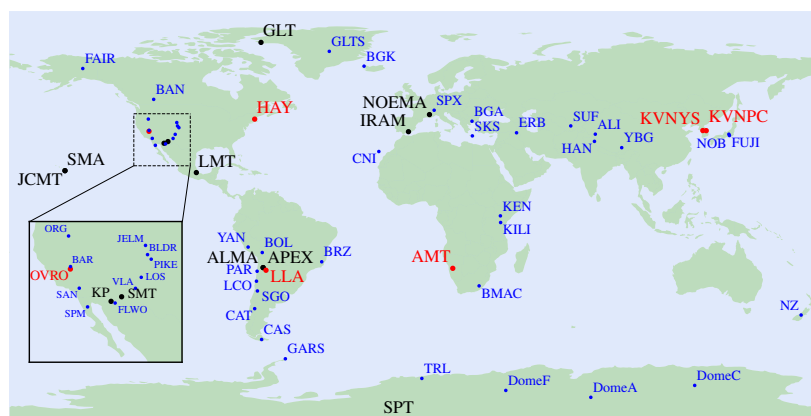 GLT
GLTS
FAIR
BGK
BAN
HAY
NOEMA
SPX
IRAM
BGA
SKS
ERB
SUF
ALI
HAN
YBG
KVNYS
KVNPC
NOB
FUJI
SMA
JCMT
LMT
CNI
ORG
JELM
BLDR
BAR
PIKE
OVRO
VLA
LOS
SAN
KP
SMT
SPM
FLWO
YAN
BOL
ALMA
APEX
BRZ
PAR
LLA
LCO
SGO
CAT
CAS
GARS
KEN
KILI
AMT
BMAC
NZ
TRL
DomeF
DomeA
DomeC
SPT